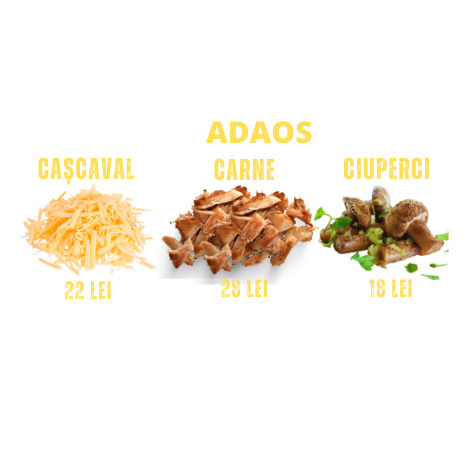 ADAOS
CAȘCAVAL
CARNE
CIUPERCI
22 LEI
28 LEI
18 LEI